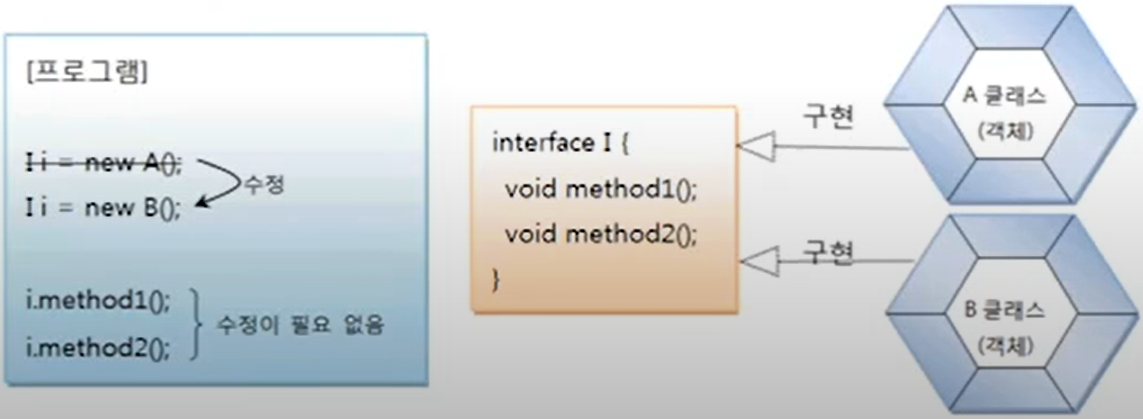 [프로그램]
I i = new A();
수정
I i = new B();
i.method1();
i.method2();
수정이 필요 없음
interface I {
void method1();
void method2();
}
구현
구현
A 클래스
(객체)
B 클래스
(객체)